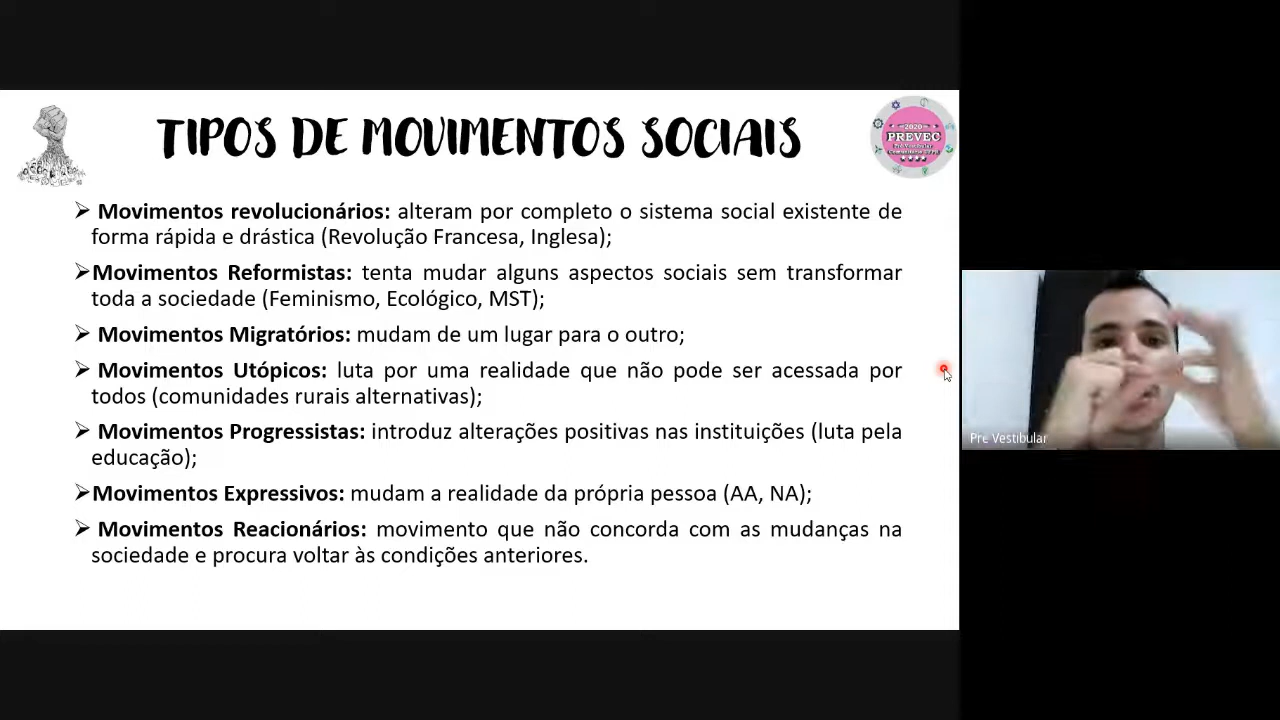 TIPOS DE MOVIMENTOS SOCIAIS
2020
PREVEC
➢ Movimentos revolucionários: alteram por completo o sistema social existente de
forma rápida e drástica (Revolução Francesa, Inglesa);
➢Movimentos Reformistas: tenta mudar alguns aspectos sociais sem transformar
toda a sociedade (Feminismo, Ecológico, MST);
➢ Movimentos Migratórios: mudam de um lugar para o outro;
➢ Movimentos Utópicos: luta por uma realidade que não pode ser acessada por
todos (comunidades rurais alternativas);
➢ Movimentos Progressistas: introduz alterações positivas nas instituições (luta pela
educação);
➢Movimentos Expressivos: mudam a realidade da própria pessoa (AA, NA);
➢ Movimentos Reacionários: movimento que não concorda com as mudanças na
sociedade e procura voltar às condições anteriores.
Pre Vestibular